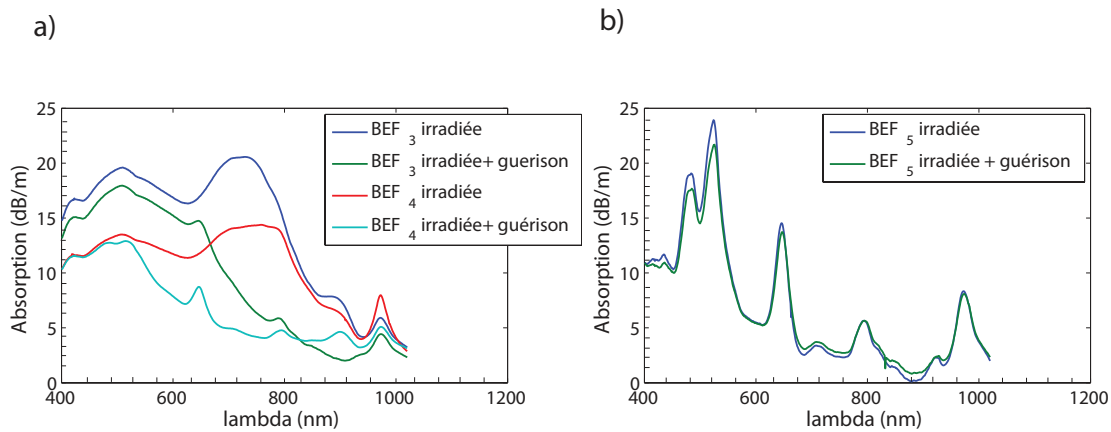 a)
25
20
15
10
5
0
Absorption (dB/m)
400
600
800
1000
1200
lambda (nm)
BEF 3 irradiée
BEF 3 irradiée+ guerison
BEF 4 irradiée
BEF 4 irradiée+ guérison
b)
25
20
15
10
5
0
Absorption (dB/m)
400
600
800
1000
1200
lambda (nm)
BEF 5 irradiée
BEF 5 irradiée + guérison